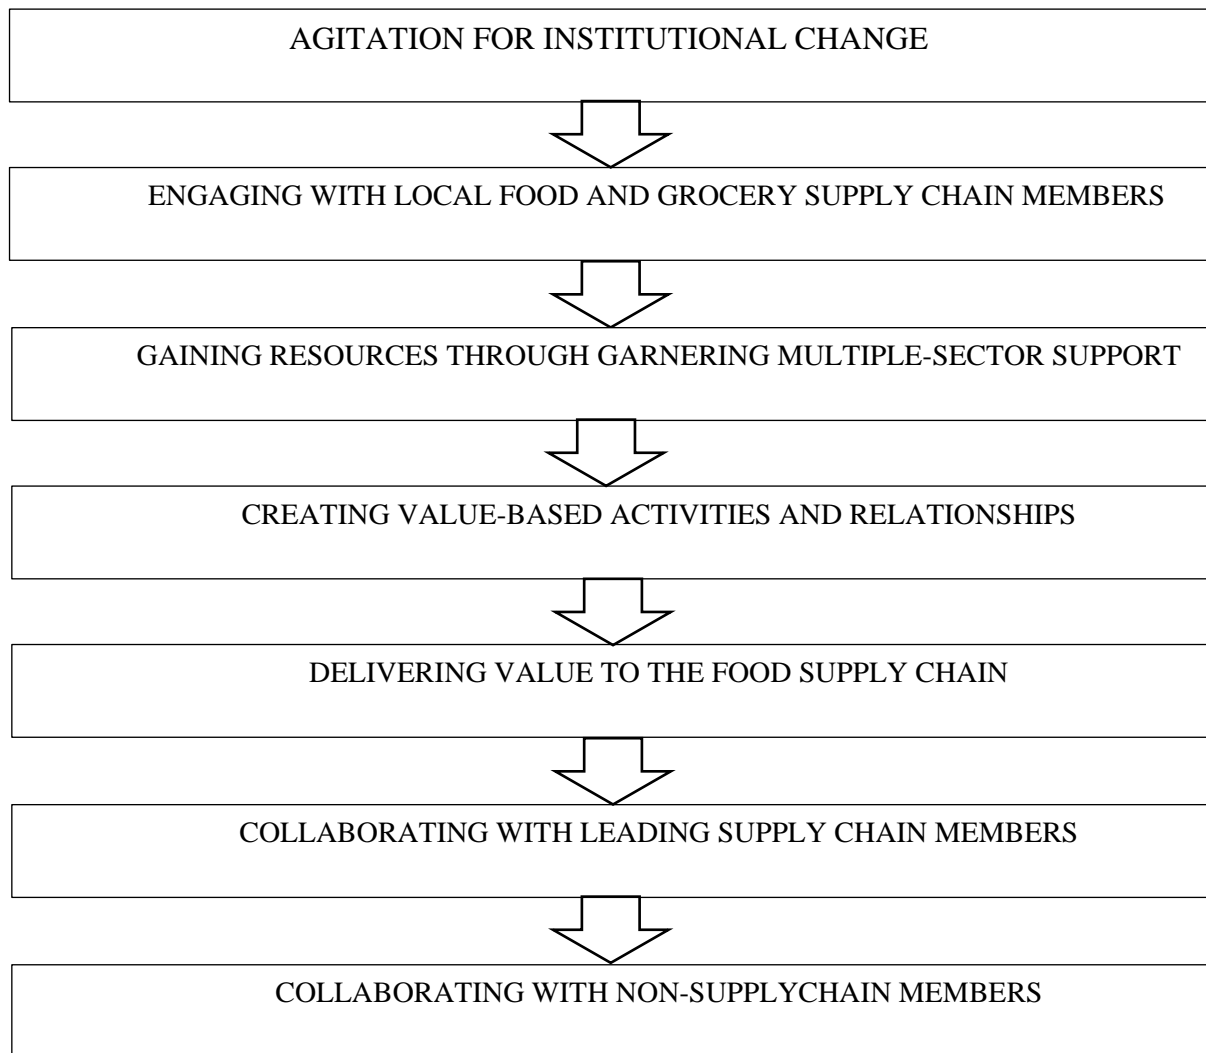 AGITATION FOR INSTITUTIONAL CHANGE
ENGAGING WITH LOCAL FOOD AND GROCERY SUPPLY CHAIN MEMBERS
GAINING RESOURCES THROUGH GARNERING MULTIPLE-SECTOR SUPPORT
CREATING VALUE-BASED ACTIVITIES AND RELATIONSHIPS
DELIVERING VALUE TO THE FOOD SUPPLY CHAIN
COLLABORATING WITH LEADING SUPPLY CHAIN MEMBERS
COLLABORATING WITH NON-SUPPLYCHAIN MEMBERS